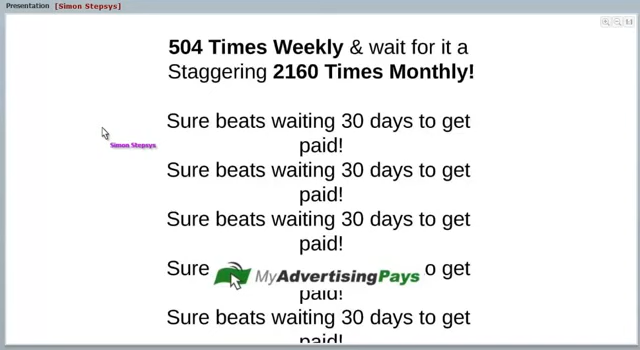 Presentation [Simon Stepsys]
504 Times Weekly & wait for it a
Staggering 2160 Times Monthly!
Sure beats waiting 30 days to get
paid!
Simon Stepsys
Sure beats waiting 30 days to get
paid!
Sure beats waiting 30 days to get
paid!
Sure MyAdvertisingPays o get
paid!
Sure beats waiting 30 days to get
paid!